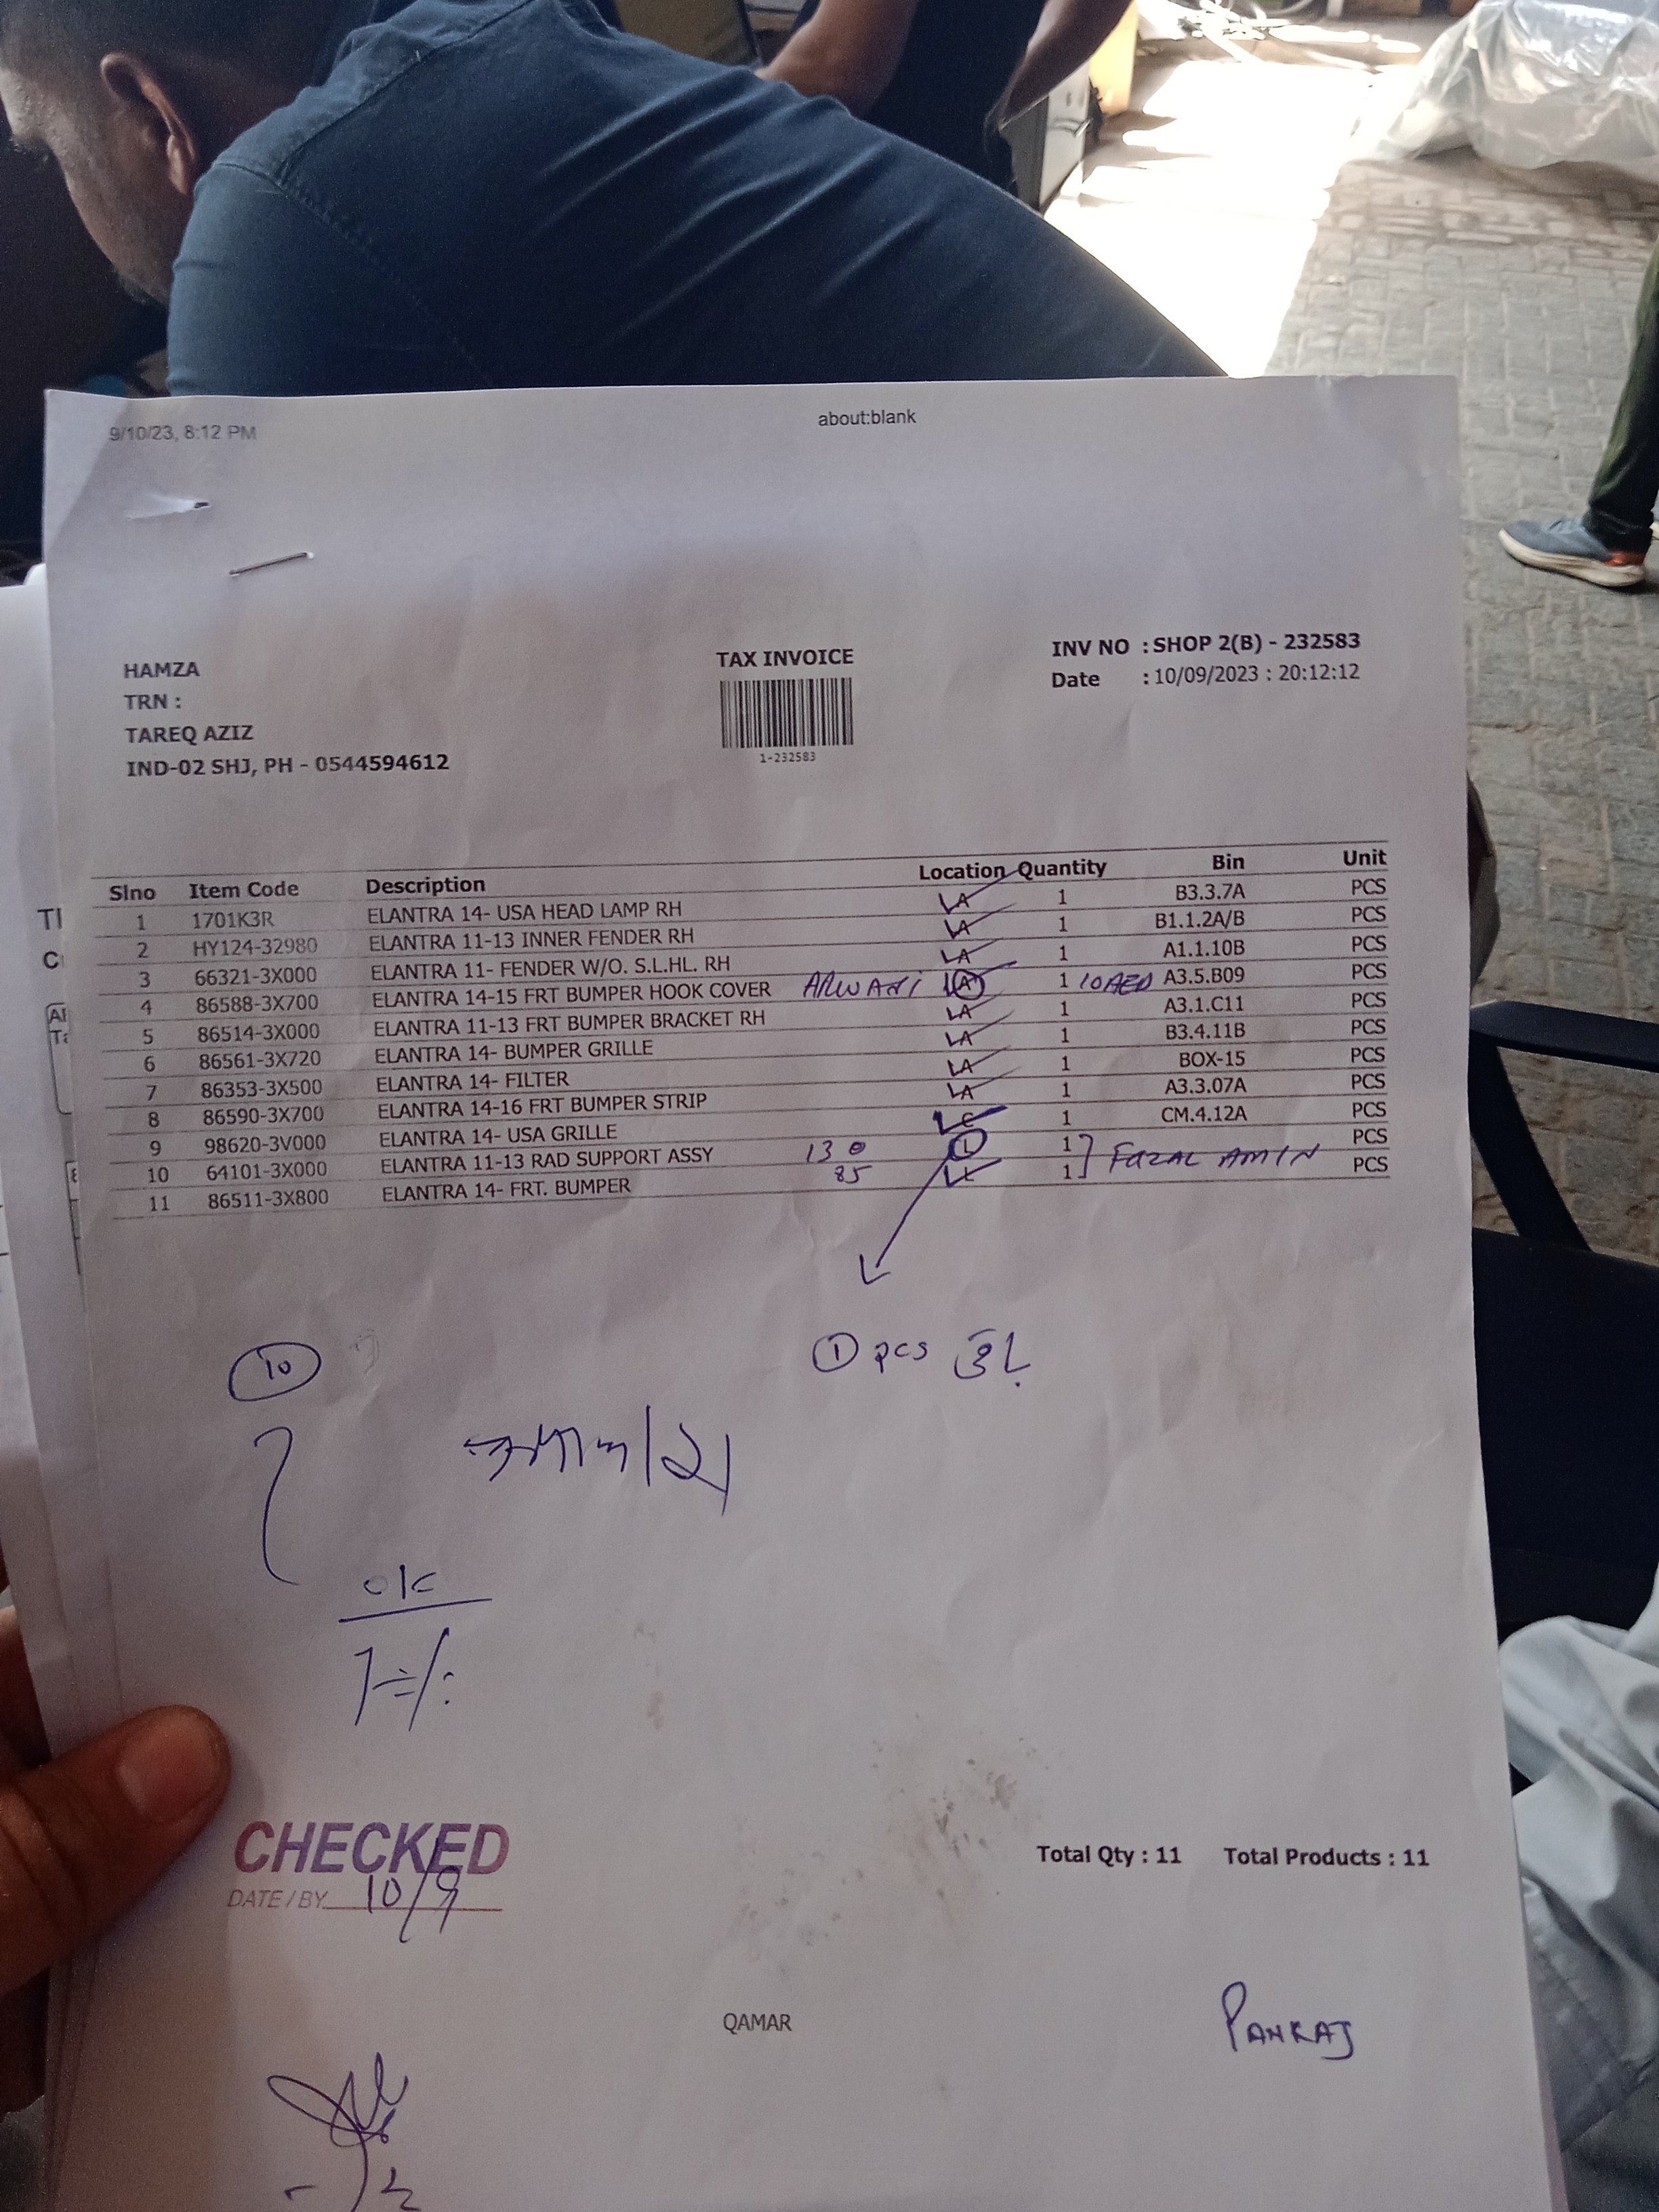 9/10/23, 8:12 PM about:blank
HAMZA
TRN :
TAREQ AZIZ
IND-02 SHJ, PH - 0544594612
TAX INVOICE
1-232583
INV NO : SHOP 2(B) - 232583
Date : 10/09/2023 : 20:12:12
Slno Item Code Description Location Quantity Bin Unit
1 1701K3R ELANTRA 14- USA HEAD LAMP RH LA 1 B3.3.7A PCS
2 HY124-32980 ELANTRA 11-13 INNER FENDER RH LA 1 B1.1.2A/B PCS
3 66321-3X000 ELANTRA 11- FENDER W/O. S.L.HL. RH LA 1 A1.1.10B PCS
4 86588-3X700 ELANTRA 14-15 FRT BUMPER HOOK COVER ARWANI LA 1 10AED A3.5.B09 PCS
5 86514-3X000 ELANTRA 11-13 FRT BUMPER BRACKET RH LA 1 A3.1.C11 PCS
6 86561-3X720 ELANTRA 14- BUMPER GRILLE LA 1 B3.4.11B PCS
7 86353-3X500 ELANTRA 14- FILTER LA 1 BOX-15 PCS
8 86590-3X700 ELANTRA 14-16 FRT BUMPER STRIP LA 1 A3.3.07A PCS
9 98620-3V000 ELANTRA 14- USA GRILLE 1 CM.4.12A PCS
10 64101-3X000 ELANTRA 11-13 RAD SUPPORT ASSY 130 L 1 FAZAL AMIN PCS
11 86511-3X800 ELANTRA 14- FRT. BUMPER 85 1 PCS
10
1 pcs
ok
CHECKED
DATE / BY 10/9
Total Qty : 11 Total Products : 11
QAMAR
PANKAJ